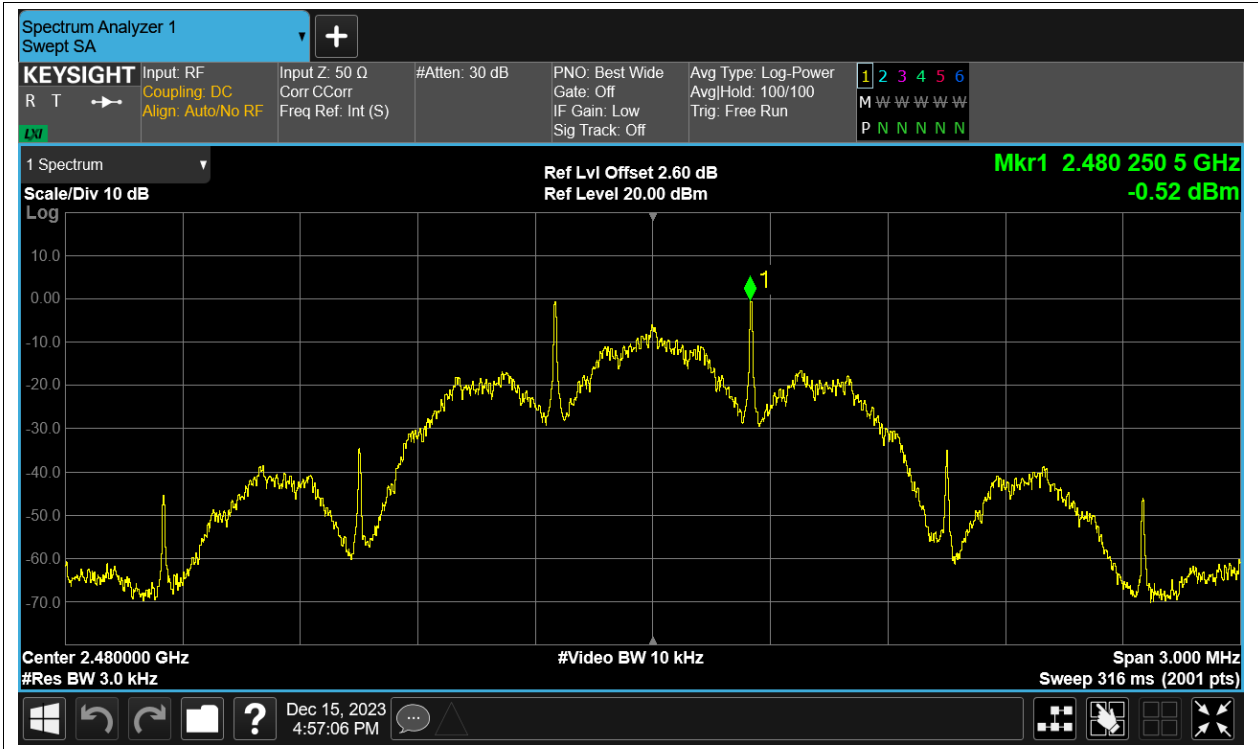 Spectrum Analyzer 1
Swept SA
KEYSIGHT
R T
LXI
Input: RF
Coupling: DC
Align: Auto/No RF
Input Z: 50 Ω
Corr CCorr
Freq Ref: Int (S)
#Atten: 30 dB
PNO: Best Wide
Gate: Off
IF Gain: Low
Sig Track: Off
Avg Type: Log-Power
Avg|Hold: 100/100
Trig: Free Run
1 2 3 4 5 6
M W W W W W
P N N N N N
1 Spectrum
Scale/Div 10 dB
Log
Ref Lvl Offset 2.60 dB
Ref Level 20.00 dBm
Mkr1 2.480 250 5 GHz
-0.52 dBm
10.0
0.00
-10.0
-20.0
-30.0
-40.0
-50.0
-60.0
-70.0
1
Center 2.480000 GHz
#Res BW 3.0 kHz
#Video BW 10 kHz
Span 3.000 MHz
Sweep 316 ms (2001 pts)
?
Dec 15, 2023
4:57:06 PM